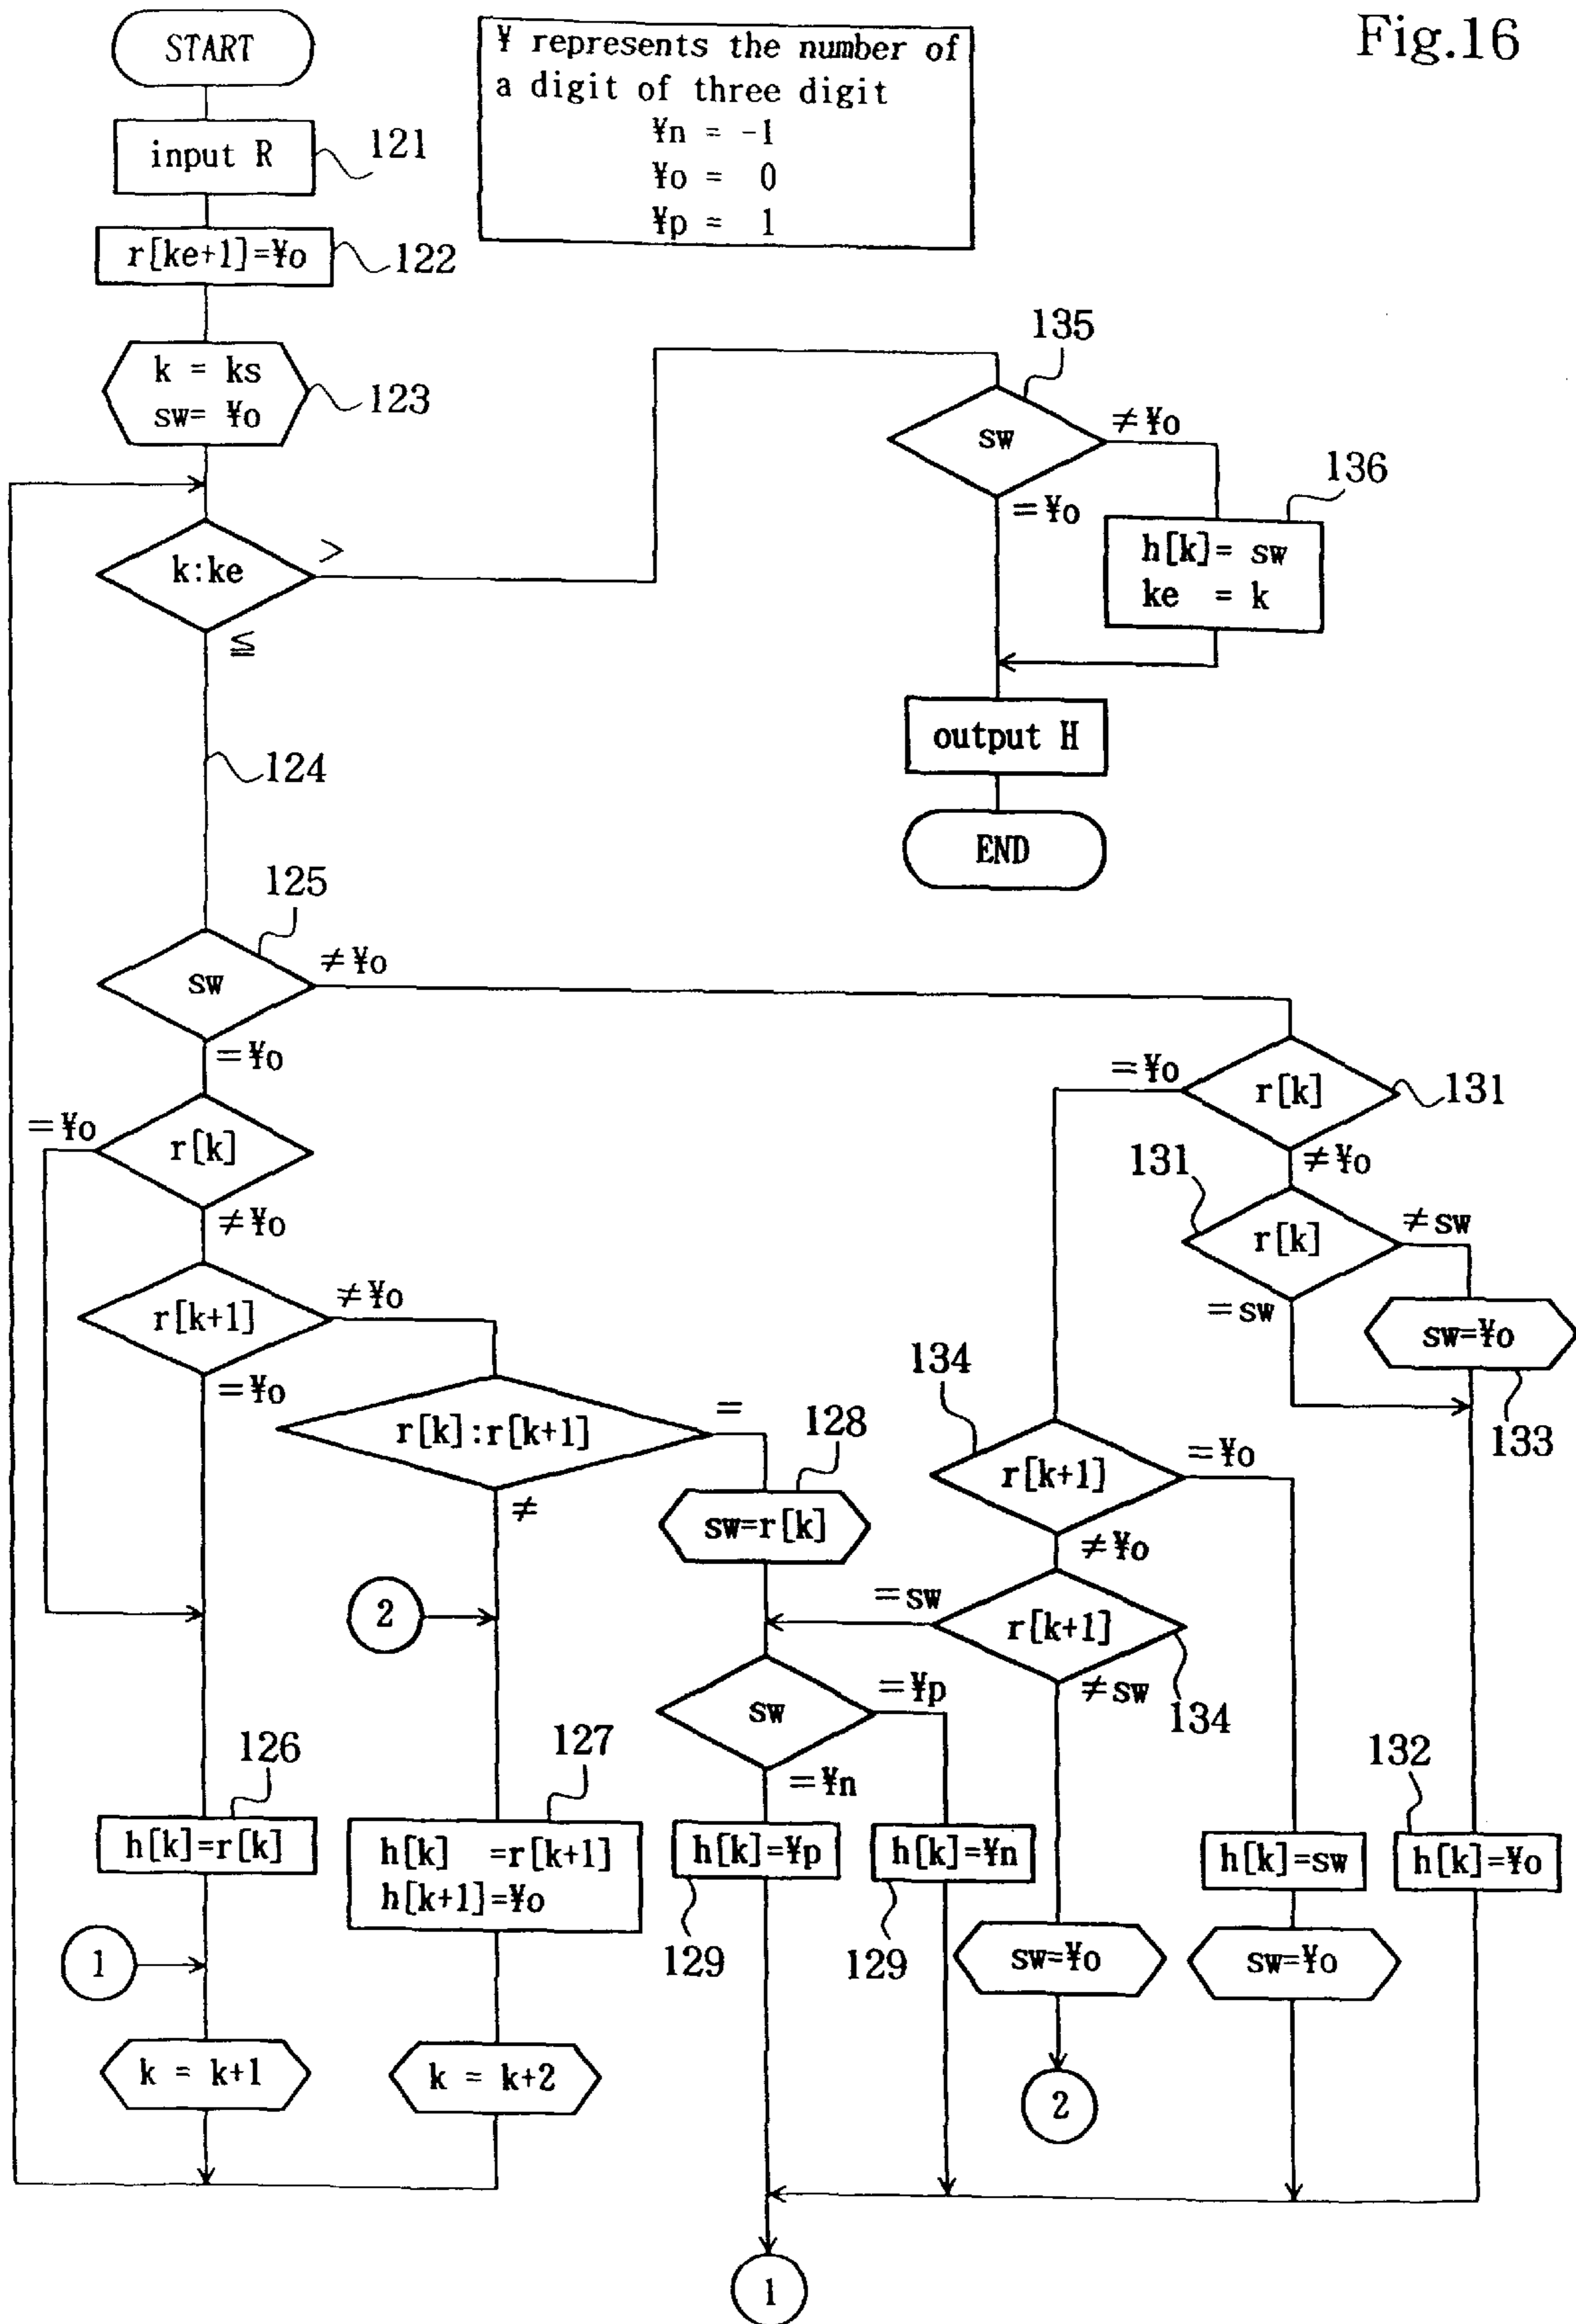 Fig.16
START
¥ represents the number of
a digit of three digit
¥n = -1
¥o = 0
¥p = 1
input R
121
r[ke+1]=¥o
122
k = ks
sw= ¥o
123
k:ke
>
≦
135
sw
≠¥o
=¥o
136
h[k]= sw
ke = k
output H
END
124
125
sw
≠¥o
=¥o
=¥o
r[k]
≠¥o
r[k+1]
≠¥o
=¥o
r[k]:r[k+1]
=
≠
=¥o
r[k]
131
≠¥o
131
r[k]
≠sw
=sw
sw=¥o
133
128
sw=r[k]
134
r[k+1]
=¥o
≠¥o
=sw
r[k+1]
≠sw
134
2
sw
=¥p
=¥n
126
h[k]=r[k]
127
h[k] =r[k+1]
h[k+1]=¥o
h[k]=¥p
129
h[k]=¥n
129
h[k]=sw
132
h[k]=¥o
1
sw=¥o
sw=¥o
k = k+1
k = k+2
2
1